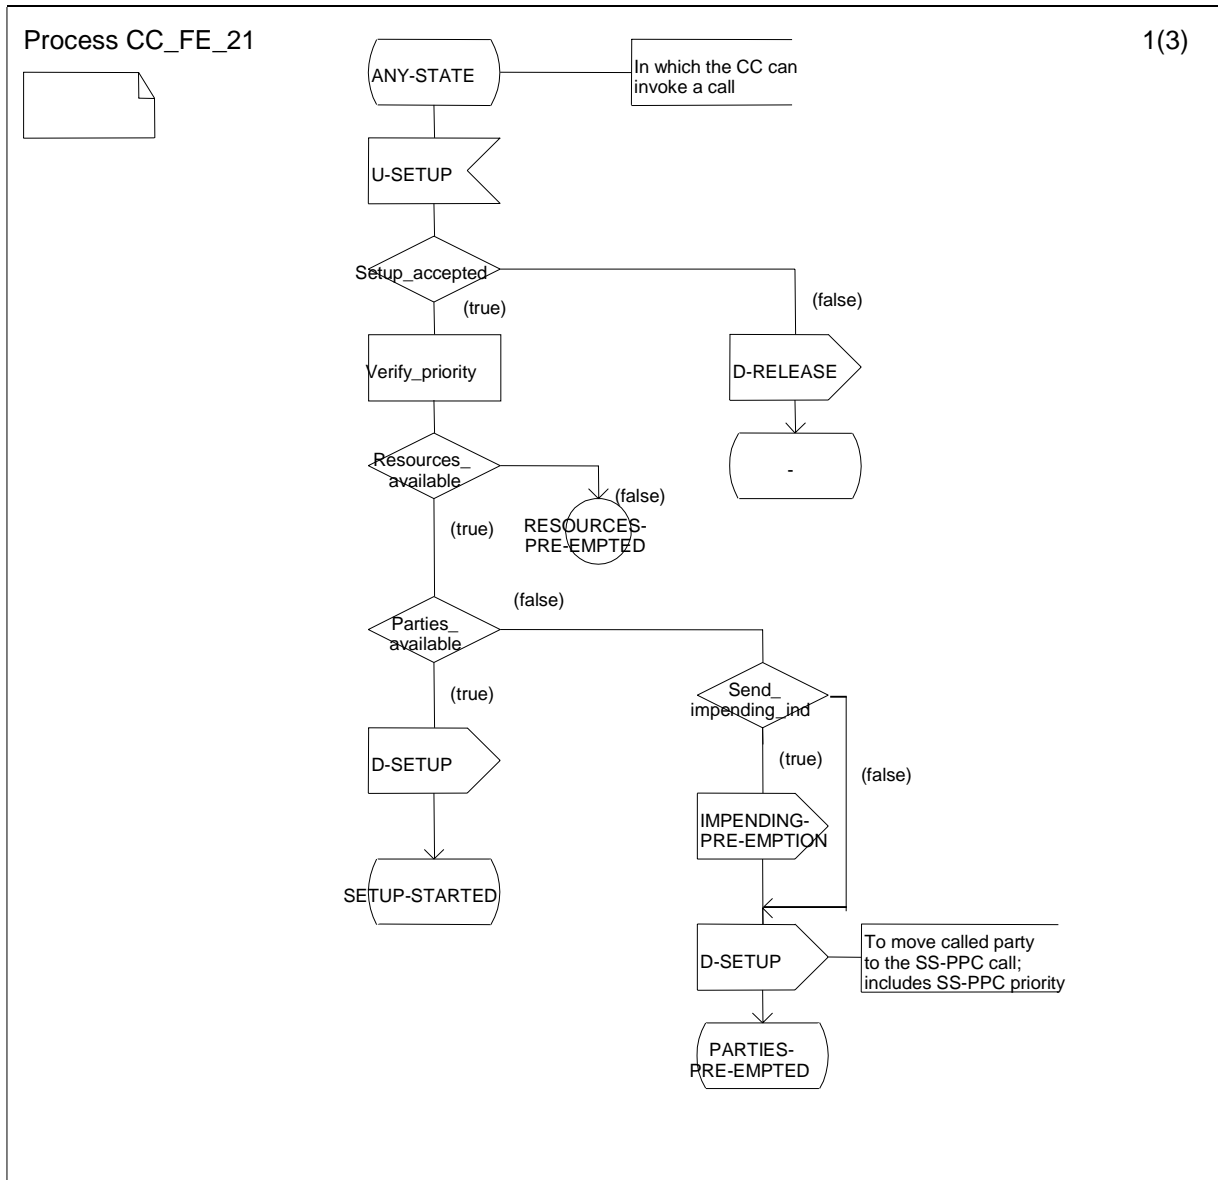 Process CC_FE_21
1(3)
ANY-STATE
In which the CC can
invoke a call
U-SETUP
Setup_accepted
(true)
(false)
Verify_priority
D-RELEASE
Resources_
available
-
(false)
(true)
RESOURCES-
PRE-EMPTED
(false)
Parties_
available
(true)
Send_
impending_ind
(true)
(false)
D-SETUP
IMPENDING-
PRE-EMPTION
SETUP-STARTED
D-SETUP
To move called party
to the SS-PPC call;
includes SS-PPC priority
PARTIES-
PRE-EMPTED